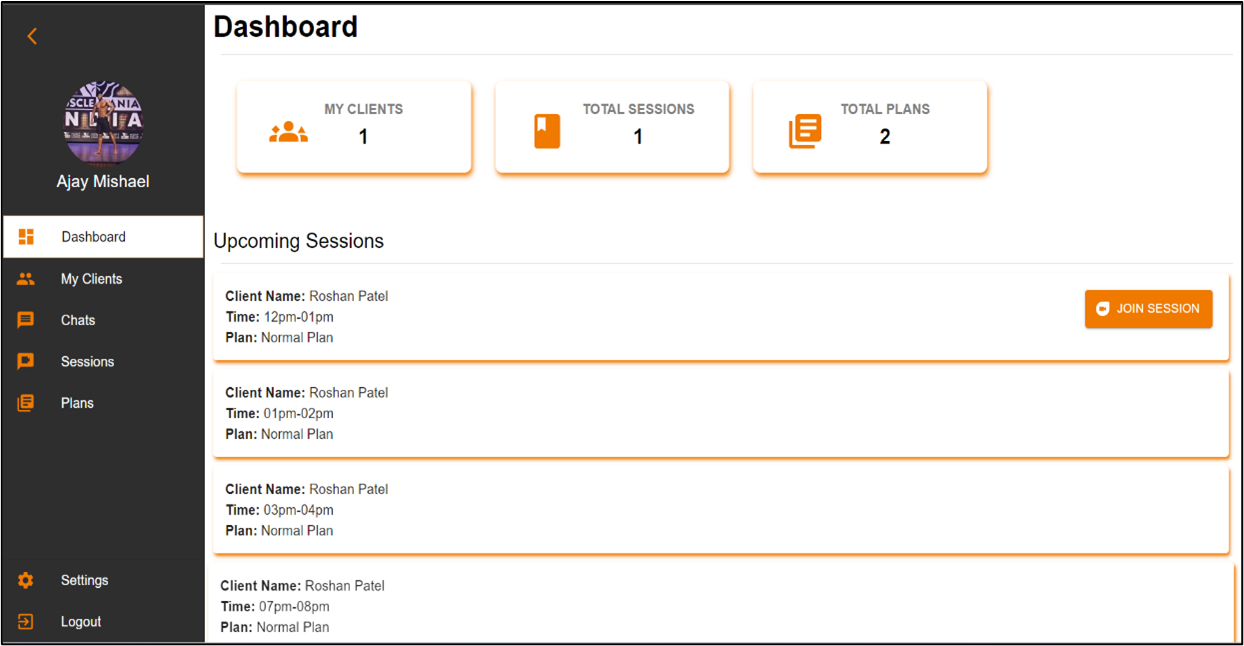 Dashboard
MY CLIENTS
1
TOTAL SESSIONS
1
TOTAL PLANS
2
SCLE ANIA
Ajay Mishael
Dashboard
My Clients
Chats
Sessions
Plans
Settings
Logout
Upcoming Sessions
Client Name: Roshan Patel
Time: 12pm-01pm
Plan: Normal Plan
JOIN SESSION
Client Name: Roshan Patel
Time: 01pm-02pm
Plan: Normal Plan
Client Name: Roshan Patel
Time: 03pm-04pm
Plan: Normal Plan
Client Name: Roshan Patel
Time: 07pm-08pm
Plan: Normal Plan